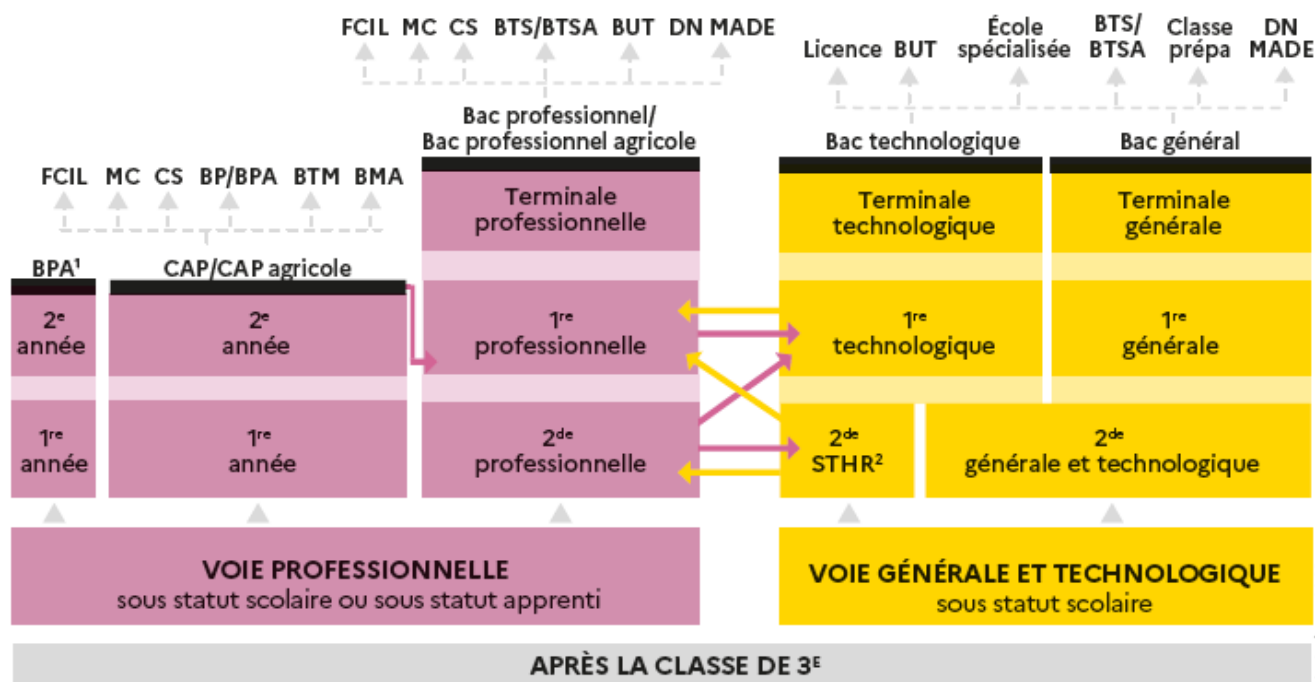 FCIL MC CS BTS/BTSA BUT DN MADE
Licence BUT École spécialisée BTS/BTSA Classe prépa DN MADE
Bac professionnel/
Bac professionnel agricole
Bac technologique
Bac général
FCIL MC CS BP/BPA BTM BMA
Terminale
professionnelle
Terminale
technologique
Terminale
générale
BPA¹
CAP/CAP agricole
2ᵉ
année
2ᵉ
année
1ʳᵉ
professionnelle
1ʳᵉ
technologique
1ʳᵉ
générale
1ʳᵉ
année
1ʳᵉ
année
2ᵈᵉ
professionnelle
2ᵈᵉ
STHR²
2ᵈᵉ
générale et technologique
VOIE PROFESSIONNELLE
sous statut scolaire ou sous statut apprenti
VOIE GÉNÉRALE ET TECHNOLOGIQUE
sous statut scolaire
APRÈS LA CLASSE DE 3ᴱ